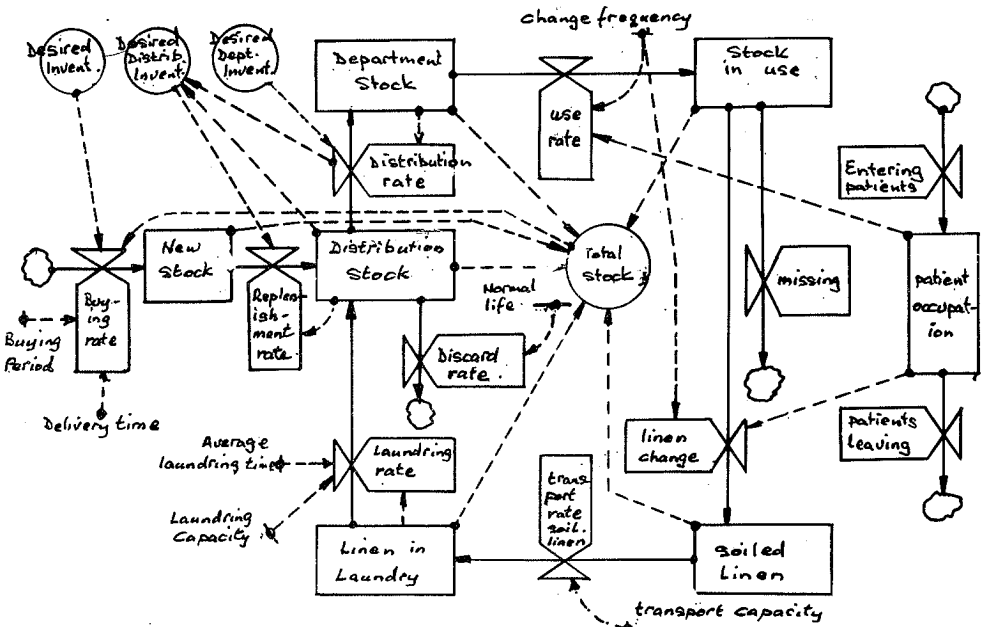 change frequency
Desired
Invent.
Desired
Distrib.
Invent.
Desired
Dept.
Invent.
Department
Stock
Stock
in use
use
rate
Distribution
rate
Entering
patients
New
Stock
Distribution
Stock
Total
Stock
missing
patient
occupat-
ion
Normal
life
Buy-
ing
rate
Replen-
ishment
rate
Buying
Period
Discard
rate.
Delivery time
Average
laundring time
Laundring
rate
linen
change
patients
leaving
trans
port
rate
soil.
linen
Laundring
Capacity
Linen in
Laundry
Soiled
Linen
transport capacity